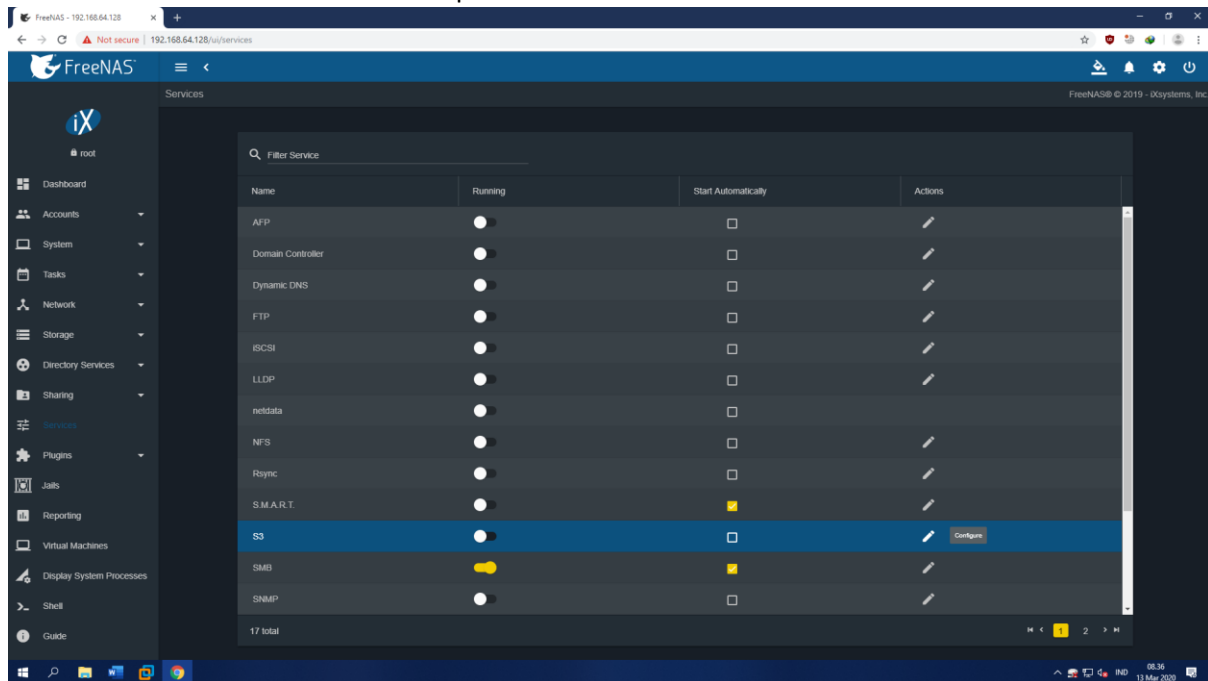 FreeNAS - 192.168.64.128
Not secure | 192.168.64.128/ui/services
FreeNAS
Services
FreeNAS® © 2019 - iXsystems, Inc
iX
root
Dashboard
Accounts
System
Tasks
Network
Storage
Directory Services
Sharing
Services
Plugins
Jails
Reporting
Virtual Machines
Display System Processes
Shell
Guide
Filter Service
Name Running Start Automatically Actions
AFP
Domain Controller
Dynamic DNS
FTP
iSCSI
LLDP
netdata
NFS
Rsync
S.M.A.R.T.
S3 Configure
SMB
SNMP
17 total 1 2
IND 08.36
13 Mar 2020